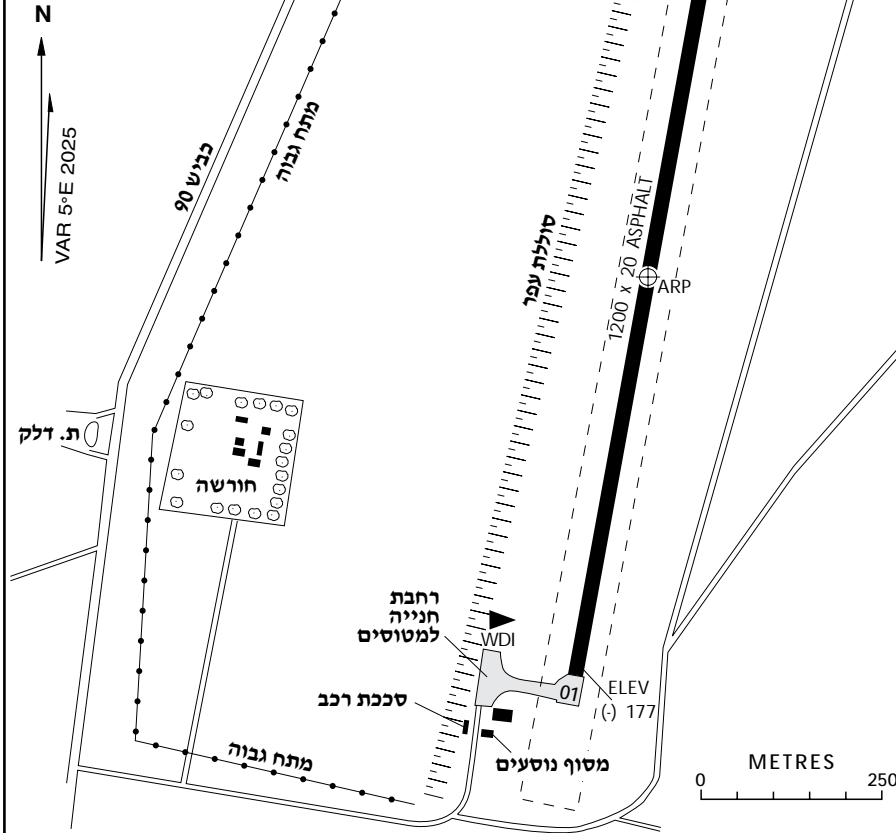 N
VAR 5°E 2025
כביש 90
מתח גבוה
סוללת עפר
1200 x 20 ASPHALT
ARP
ת. דלק
חורשה
רחבת
חנייה
למטוסים
WDI
סככת רכב
01
ELEV
(-) 177
מתח גבוה
מסוף נוסעים
METRES
0 250